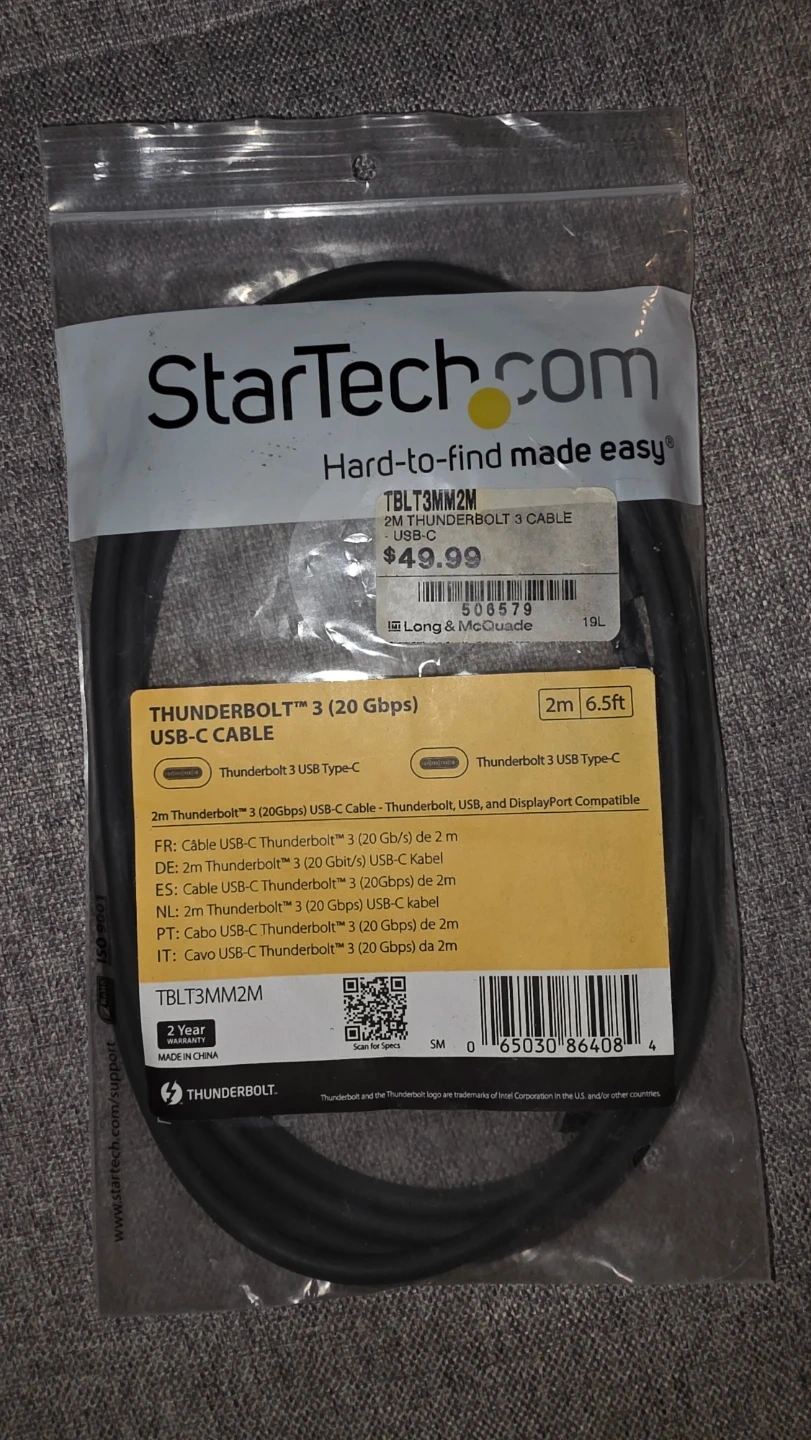 StarTech.com
Hard-to-find made easy®
TBLT3MM2M
2M THUNDERBOLT 3 CABLE
- USB-C
$49.99
506579
Long & McQuade 19L
THUNDERBOLT™ 3 (20 Gbps)
USB-C CABLE
2m 6.5ft
Thunderbolt 3 USB Type-C
Thunderbolt 3 USB Type-C
2m Thunderbolt™ 3 (20Gbps) USB-C Cable - Thunderbolt, USB, and DisplayPort Compatible
FR: Câble USB-C Thunderbolt™ 3 (20 Gb/s) de 2 m
DE: 2m Thunderbolt™ 3 (20 Gbit/s) USB-C Kabel
ES: Cable USB-C Thunderbolt™ 3 (20Gbps) de 2m
NL: 2m Thunderbolt™ 3 (20 Gbps) USB-C kabel
PT: Cabo USB-C Thunderbolt™ 3 (20 Gbps) de 2m
IT: Cavo USB-C Thunderbolt™ 3 (20 Gbps) da 2m
TBLT3MM2M
2 Year
WARRANTY
MADE IN CHINA
Scan for Specs
SM
0 65030 86408 4
THUNDERBOLT™
Thunderbolt and the Thunderbolt logo are trademarks of Intel Corporation in the U.S. and/or other countries.
www.startech.com/support
ISO 9001